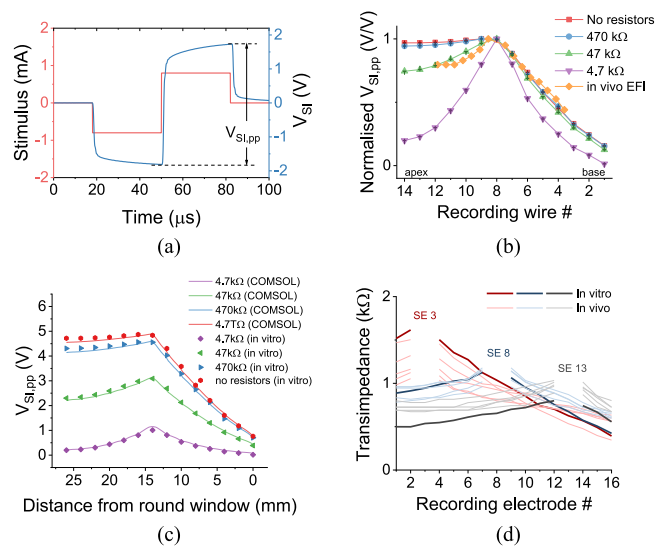 2
1
0
-1
-2
Stimulus (mA)
0 20 40 60 80 100
Time (μs)
2
1
0
-1
-2
V_SI (V)
V_SI,pp
(a)
Normalised V_SI,pp (V/V)
1
0
No resistors
470 kΩ
47 kΩ
4.7 kΩ
in vivo EFI
apex base
14 12 10 8 6 4 2
Recording wire #
(b)
V_SI,pp (V)
6
5
4
3
2
1
0
4.7kΩ (COMSOL)
47kΩ (COMSOL)
470kΩ (COMSOL)
4.7TΩ (COMSOL)
4.7kΩ (in vitro)
47kΩ (in vitro)
470kΩ (in vitro)
no resistors (in vitro)
25 20 15 10 5 0
Distance from round window (mm)
(c)
Transimpedance (kΩ)
2
1
0
SE 3
SE 8
SE 13
In vitro
In vivo
2 4 6 8 10 12 14 16
Recording electrode #
(d)